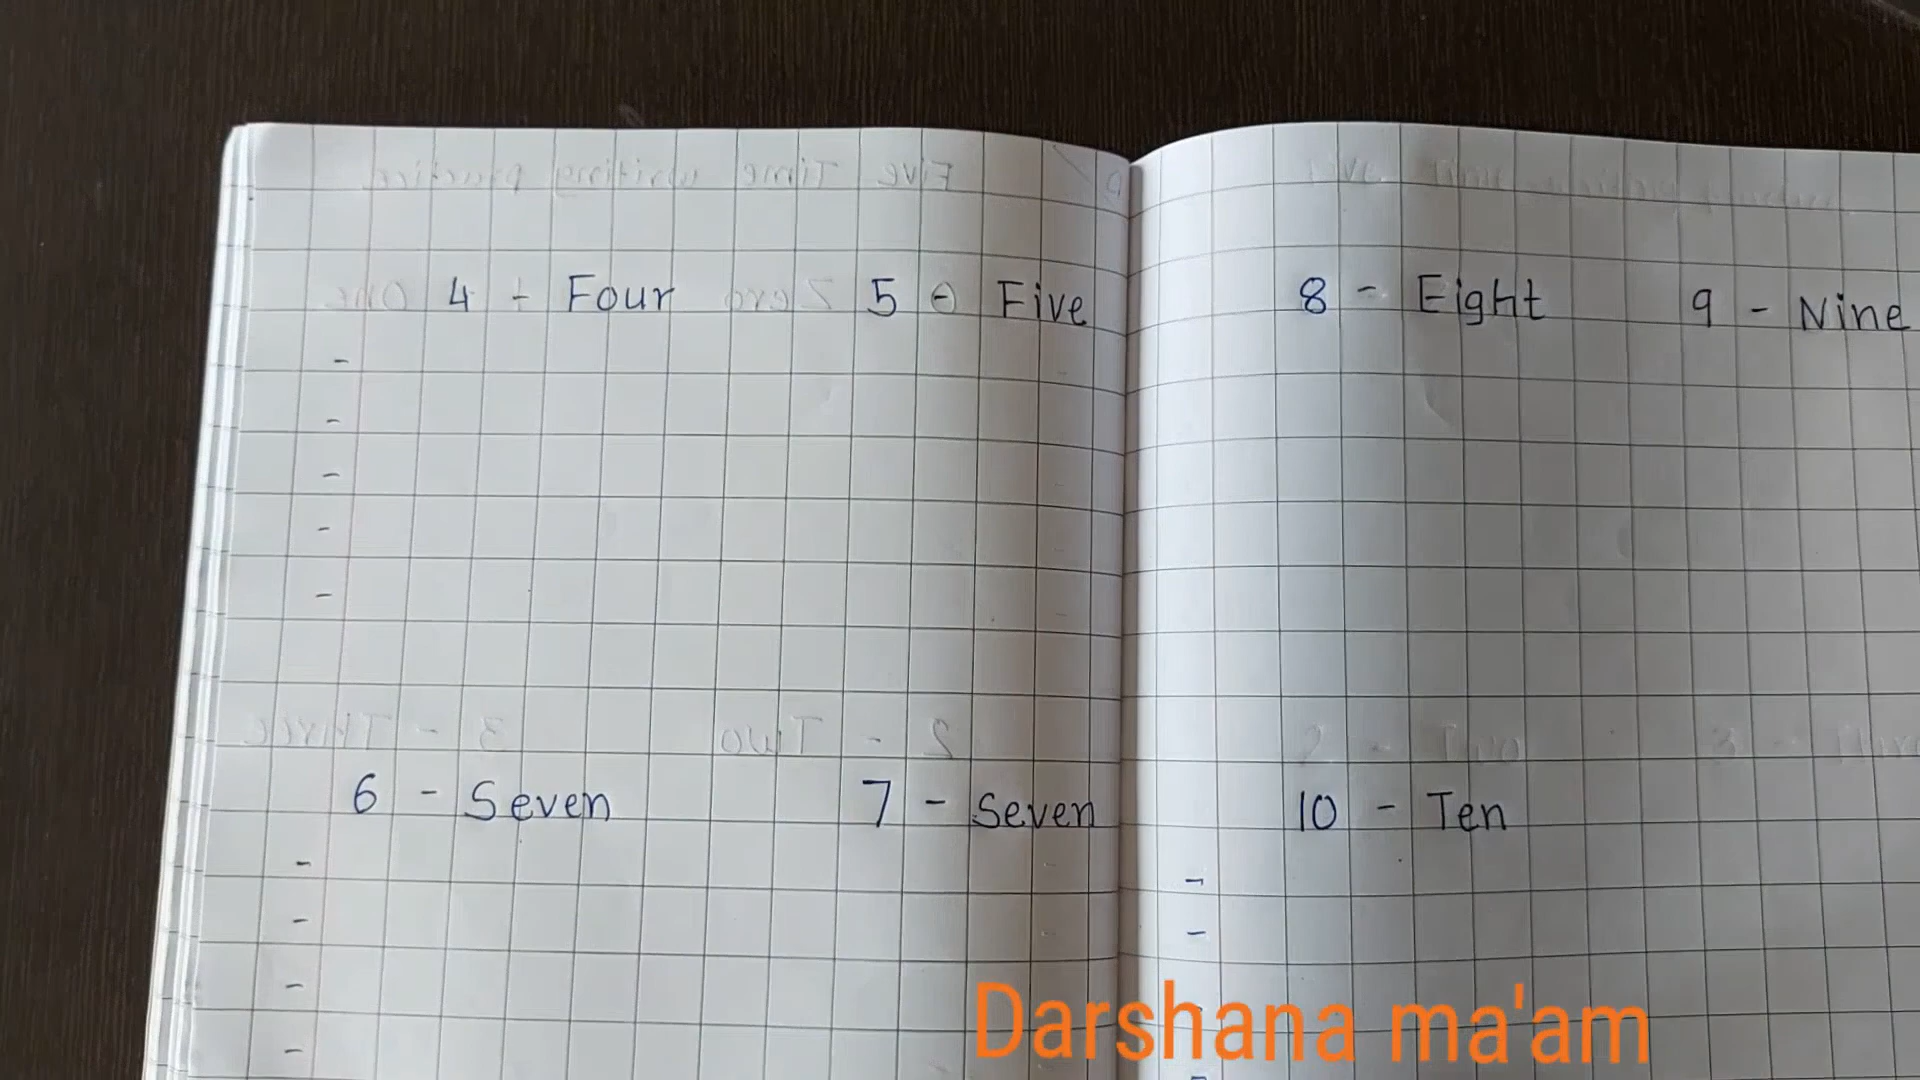 4 - Four 5 - Five
6 - Seven 7 - Seven
8 - Eight 9 - Nine
10 - Ten
Darshana ma'am